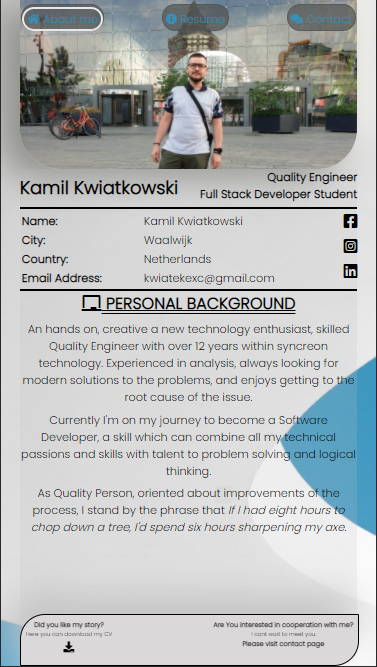 About me
Resume
Contact
Kamil Kwiatkowski
Quality Engineer
Full Stack Developer Student
Name: Kamil Kwiatkowski
City: Waalwijk
Country: Netherlands
Email Address: kwiatekexc@gmail.com
PERSONAL BACKGROUND
An hands on, creative a new technology enthusiast, skilled
Quality Engineer with over 12 years within syncreon
technology. Experienced in analysis, always looking for
modern solutions to the problems, and enjoys getting to the
root cause of the issue.
Currently I'm on my journey to become a Software
Developer, a skill which can combine all my technical
passions and skills with talent to problem solving and logical
thinking.
As Quality Person, oriented about improvements of the
process, I stand by the phrase that If I had eight hours to
chop down a tree, I'd spend six hours sharpening my axe.
Did you like my story?
Here you can download my CV
Are You interested in cooperation with me?
I cant wait to meet you
Please visit contact page